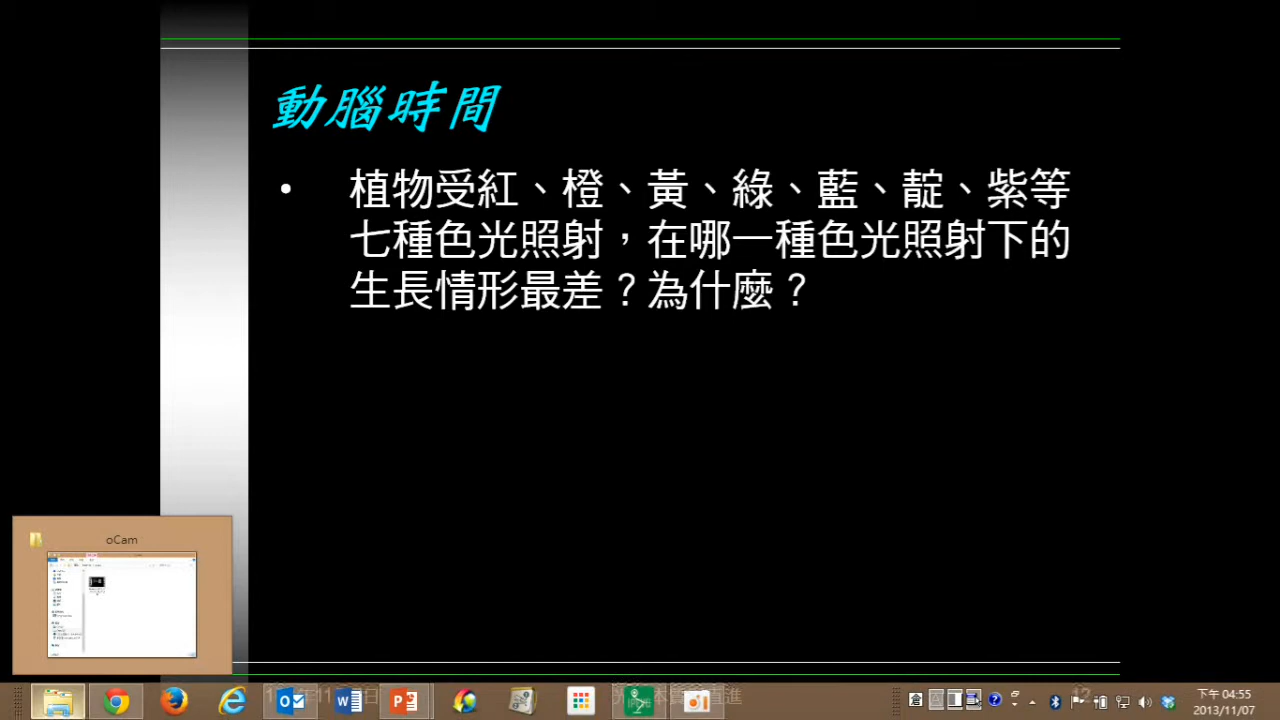 動腦時間
• 植物受紅、橙、黃、綠、藍、靛、紫等
七種色光照射，在哪一種色光照射下的
生長情形最差？為什麼？
oCam
下午 04:55
2013/11/07